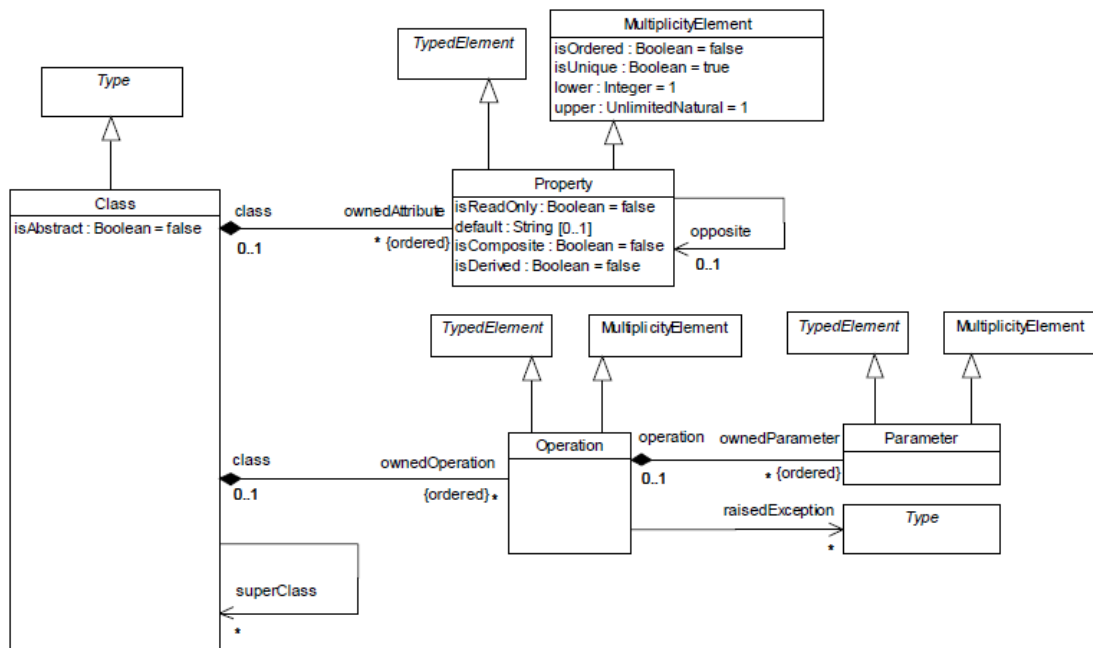 MultiplicityElement
isOrdered : Boolean = false
isUnique : Boolean = true
lower : Integer = 1
upper : UnlimitedNatural = 1
TypedElement
Type
Class
isAbstract : Boolean = false
class
0..1
ownedAttribute
* {ordered}
Property
isReadOnly : Boolean = false
default : String [0..1]
isComposite : Boolean = false
isDerived : Boolean = false
opposite
0..1
TypedElement
MultiplicityElement
TypedElement
MultiplicityElement
class
0..1
ownedOperation
{ordered} *
Operation
operation
0..1
ownedParameter
* {ordered}
Parameter
raisedException
*
Type
superClass
*